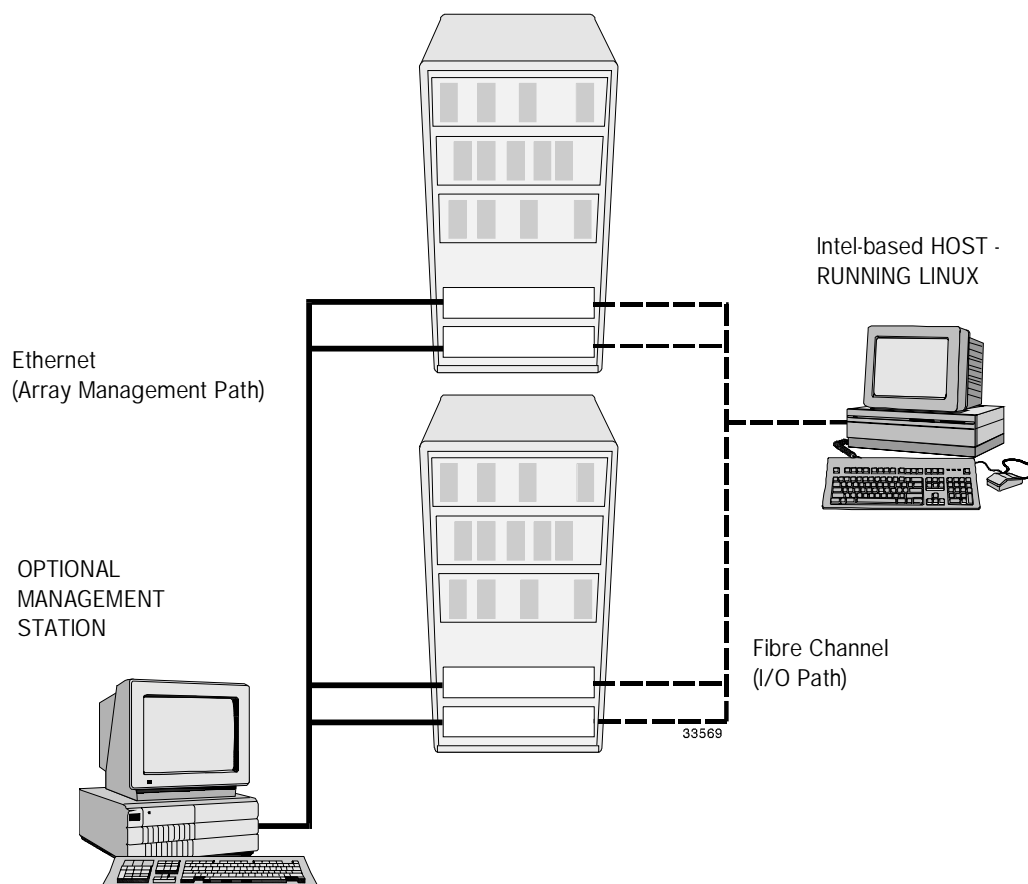 Intel-based HOST -
RUNNING LINUX
Ethernet
(Array Management Path)
OPTIONAL
MANAGEMENT
STATION
Fibre Channel
(I/O Path)
33569